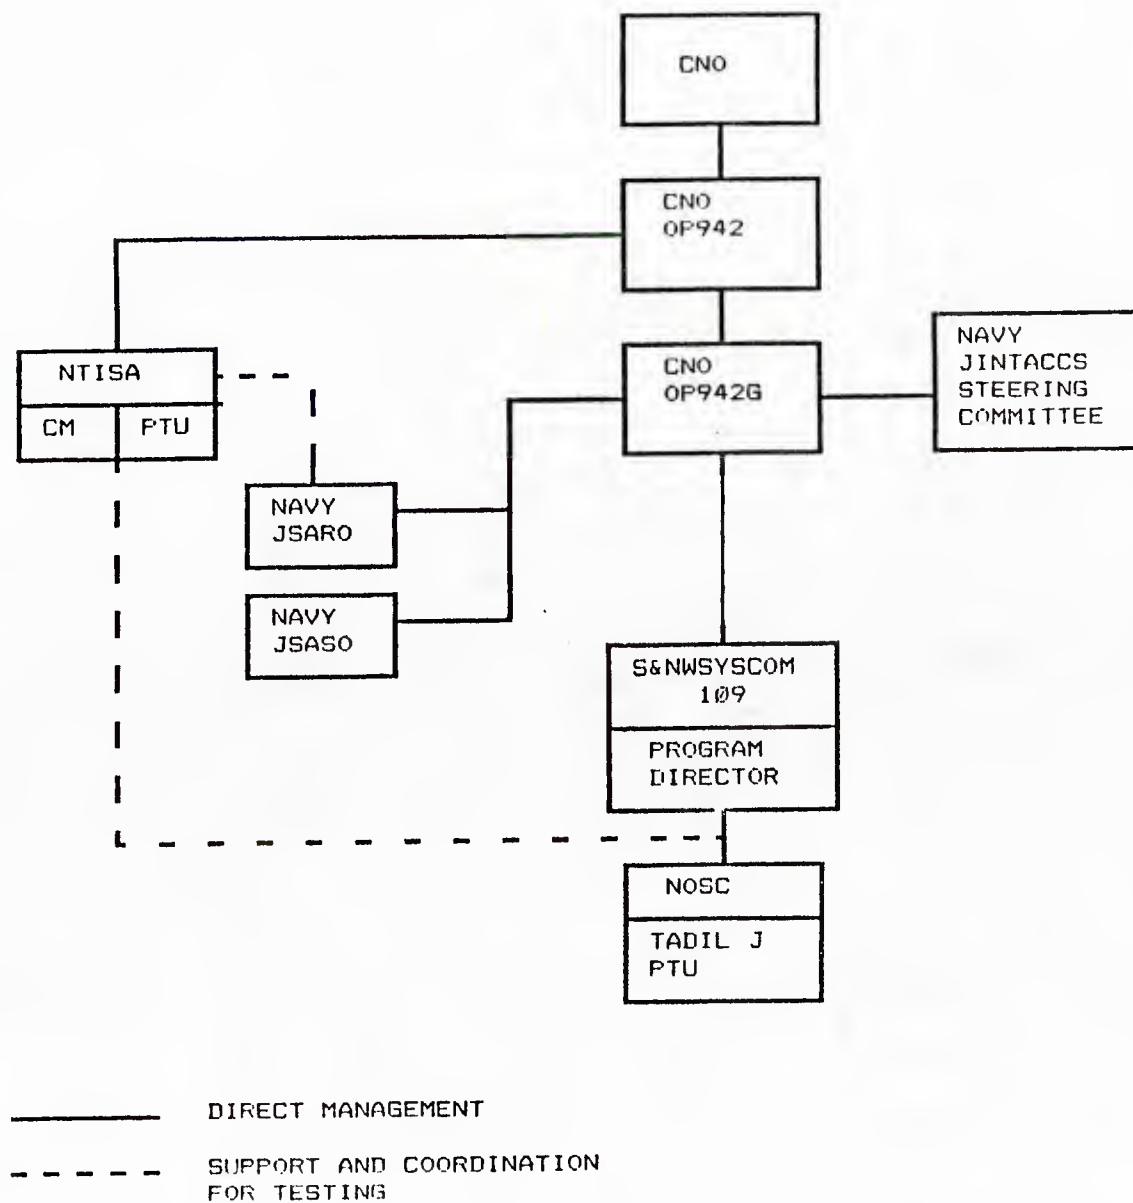 CNO
CNO
OP942
NAVY
JINTACCS
STEERING
COMMITTEE
CNO
OP942G
NTISA
CM
PTU
NAVY
JSARO
NAVY
JSASO
S&NWSYSCOM
109
PROGRAM
DIRECTOR
NOSC
TADIL J
PTU
DIRECT MANAGEMENT
SUPPORT AND COORDINATION
FOR TESTING